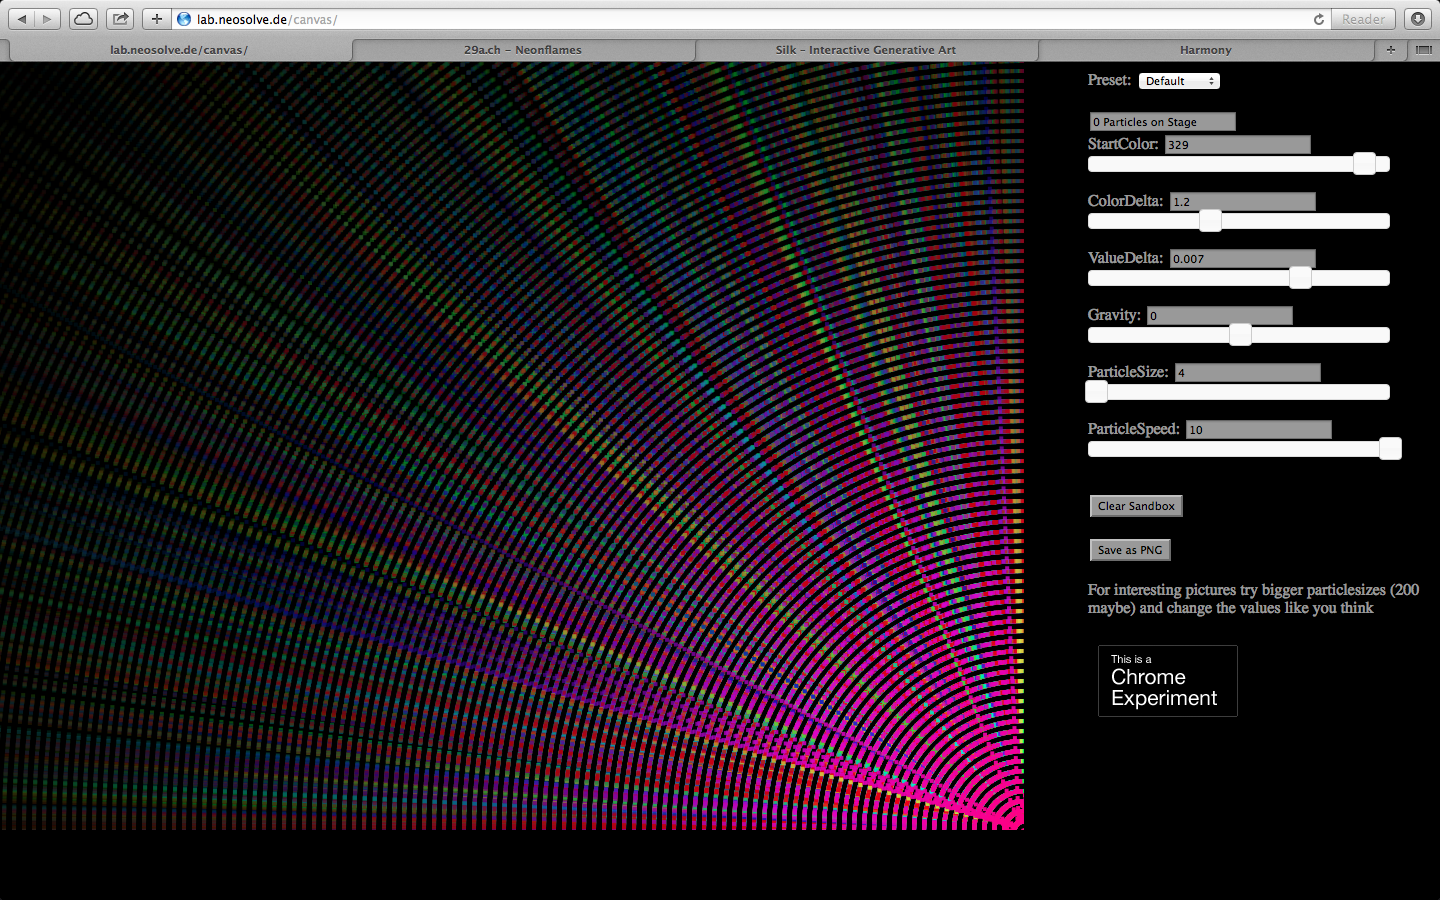 lab.neosolve.de/canvas/
Reader
lab.neosolve.de/canvas/
29a.ch – Neonflames
Silk – Interactive Generative Art
Harmony
Preset: Default
0 Particles on Stage
StartColor: 329
ColorDelta: 1.2
ValueDelta: 0.007
Gravity: 0
ParticleSize: 4
ParticleSpeed: 10
Clear Sandbox
Save as PNG
For interesting pictures try bigger particlesizes (200
maybe) and change the values like you think
This is a
Chrome
Experiment